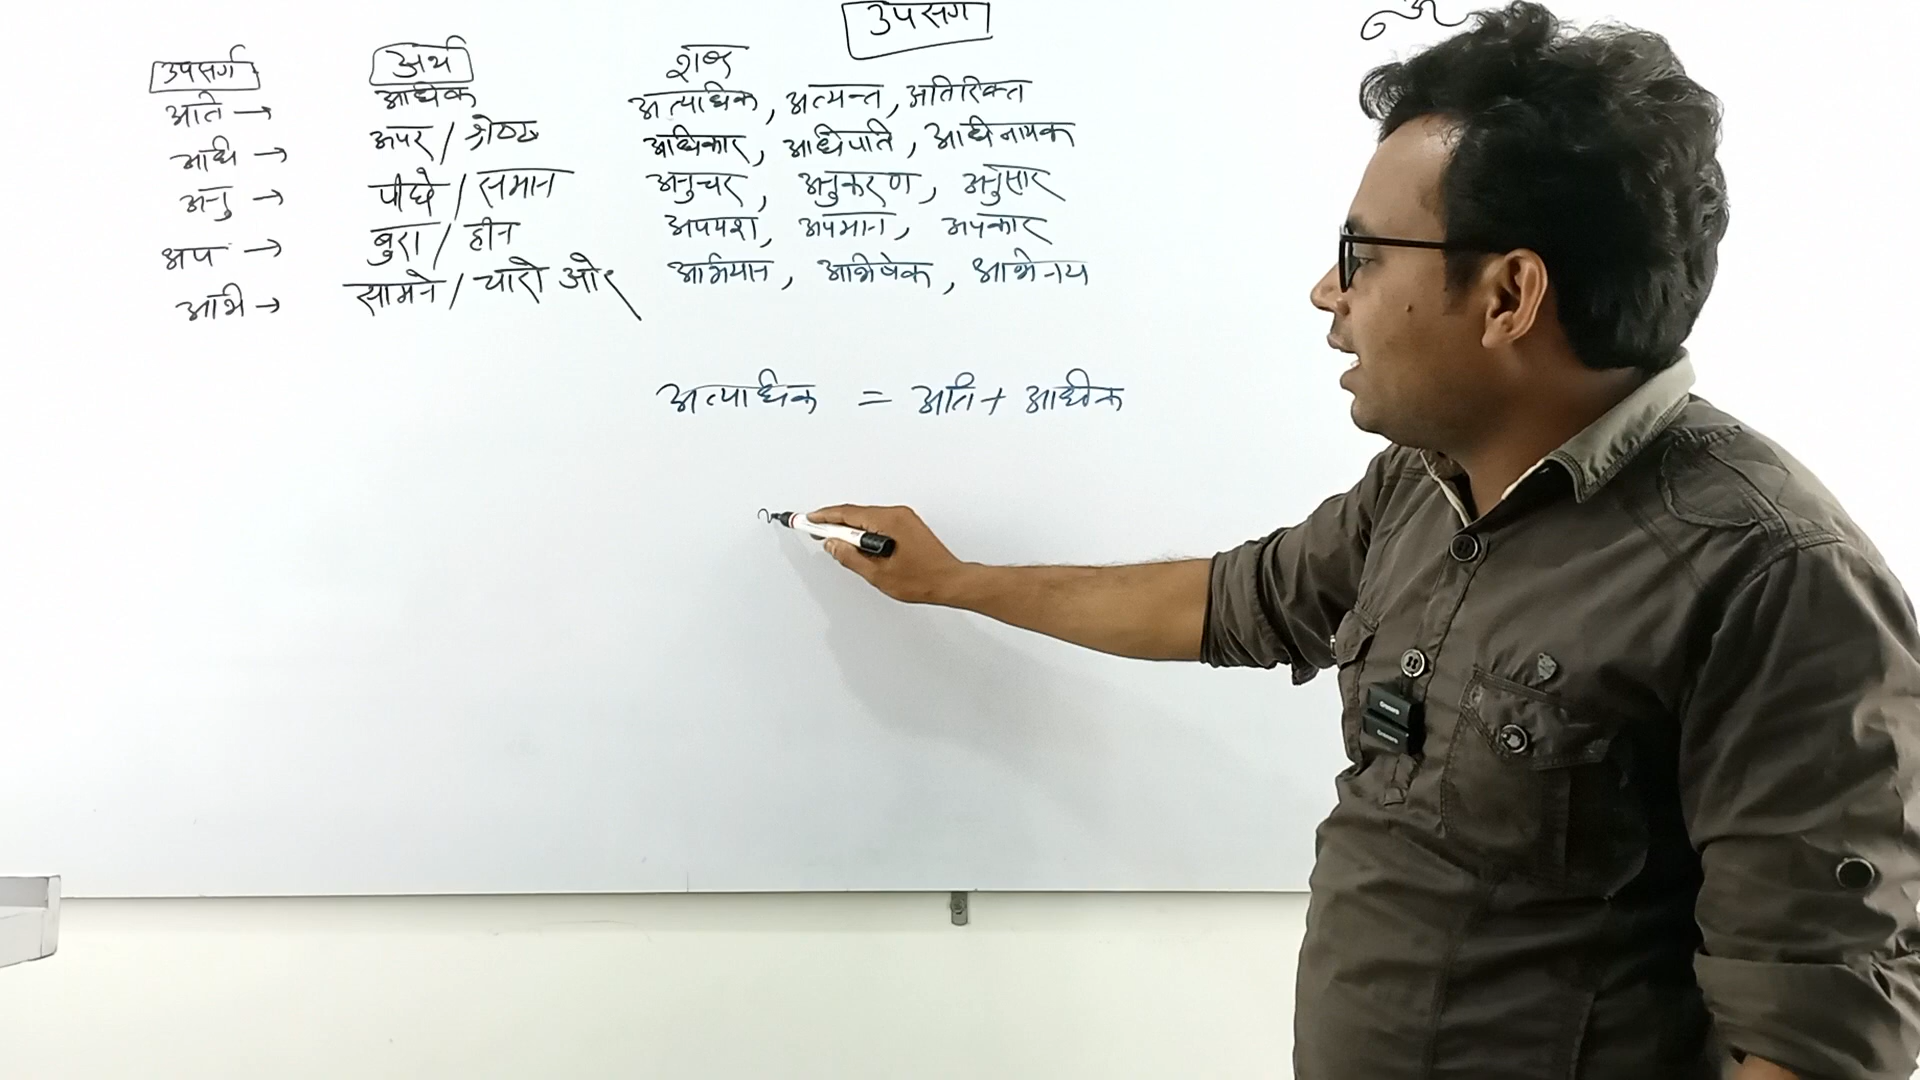 उपसर्ग
उपसर्ग अर्थ शब्द
अति → अधिक अत्याधिक, अत्यन्त, अतिरिक्त
अधि → ऊपर / श्रेष्ठ अधिकार, अधिपति, अधिनायक
अनु → पीछे / समान अनुचर, अनुकरण, अनुसार
अप → बुरा / हीन अपयश, अपमान, अपकार
अभि → सामने / चारो ओर अभियान, अभिषेक, अभिनय
अत्याधिक = अति + अधिक